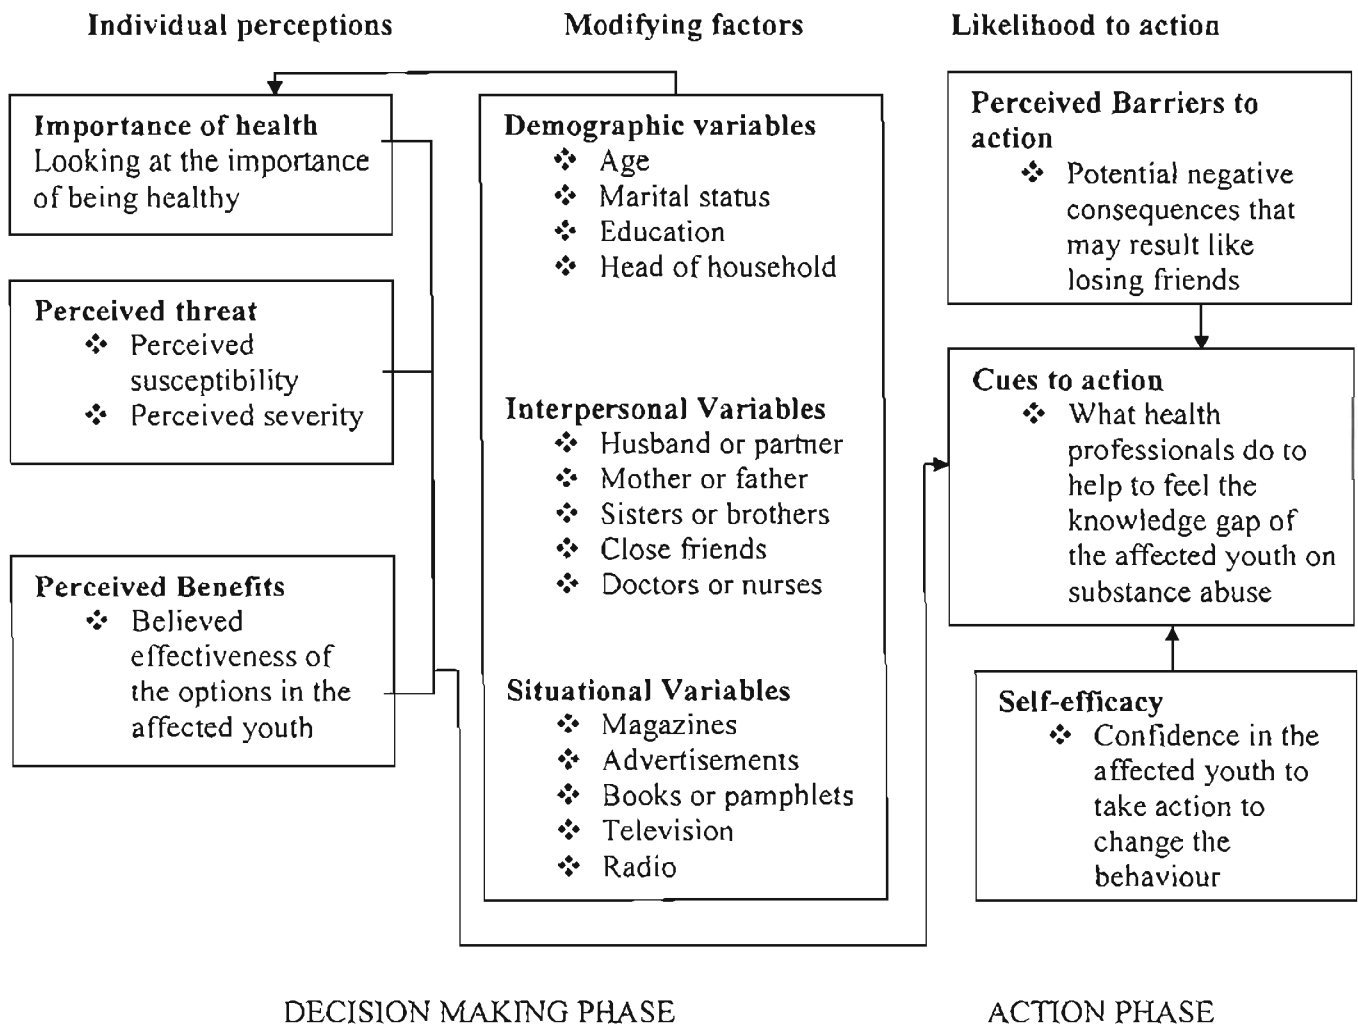 Individual perceptions
Modifying factors
Likelihood to action
Importance of health
Looking at the importance
of being healthy
Perceived threat
❖ Perceived
susceptibility
❖ Perceived severity
Perceived Benefits
❖ Believed
effectiveness of
the options in the
affected youth
Demographic variables
❖ Age
❖ Marital status
❖ Education
❖ Head of household
Interpersonal Variables
❖ Husband or partner
❖ Mother or father
❖ Sisters or brothers
❖ Close friends
❖ Doctors or nurses
Situational Variables
❖ Magazines
❖ Advertisements
❖ Books or pamphlets
❖ Television
❖ Radio
Perceived Barriers to
action
❖ Potential negative
consequences that
may result like
losing friends
Cues to action
❖ What health
professionals do to
help to feel the
knowledge gap of
the affected youth on
substance abuse
Self-efficacy
❖ Confidence in the
affected youth to
take action to
change the
behaviour
DECISION MAKING PHASE
ACTION PHASE